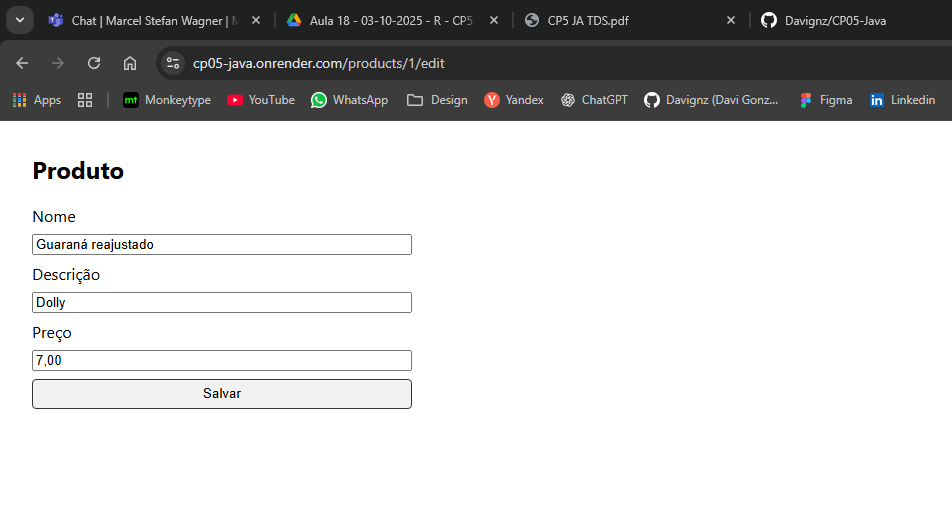 Chat | Marcel Stefan Wagner |
Aula 18 - 03-10-2025 - R - CP5
CP5 JA TDS.pdf
Davignz/CP05-Java
cp05-java.onrender.com/products/1/edit
Apps
mt Monkeytype
YouTube
WhatsApp
Design
Yandex
ChatGPT
Davignz (Davi Gonz...
Figma
in Linkedin
Produto
Nome
Guaraná reajustado
Descrição
Dolly
Preço
7,00
Salvar